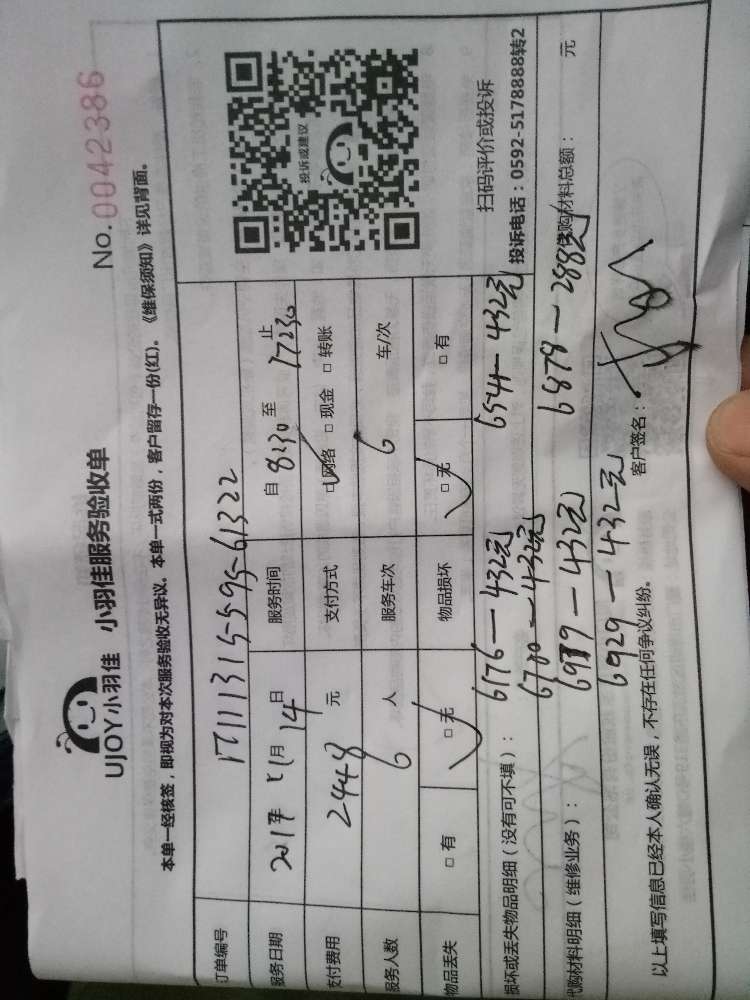 UJOY小羽佳 小羽佳服务验收单
No.0042386
本单一经核签,即视为对本次服务验收无异议。本单一式两份,客户留存一份(红)。《维保须知》详见背面。
订单编号 17111315595-61322
服务日期 2017年 11月 14日 服务时间 自 8:30 至 17:30 止
支付费用 2448 元 支付方式 □网络 □现金 □转账
服务人数 6 人 服务车次 6 车/次
物品丢失 □有 □无 物品损坏 □无 □有
投诉或建议
扫码评价或投诉
投诉电话:0592-5178888转2
损坏或丢失物品明细(没有可不填): 6176-432元 6541-432元
6780-432元
代购材料明细(维修业务): 6979-432元 6878-288元 代购材料总额: 元
6929-432元
以上填写信息已经本人确认无误,不存在任何争议纠纷。 客户签名: